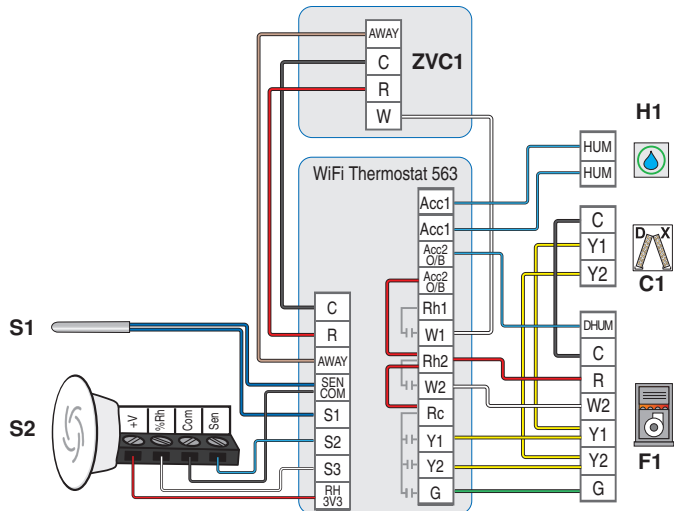 AWAY
C
R
W
ZVC1
H1
HUM
HUM
WiFi Thermostat 563
Acc1
Acc1
Acc2
O/B
Acc2
O/B
Rh1
W1
Rh2
W2
Rc
Y1
Y2
G
C
R
AWAY
SEN
COM
S1
S2
S3
RH
3V3
C
Y1
Y2
D X
C1
DHUM
C
R
W2
Y1
Y2
G
F1
S1
S2
+V
%Rh
Com
Sen